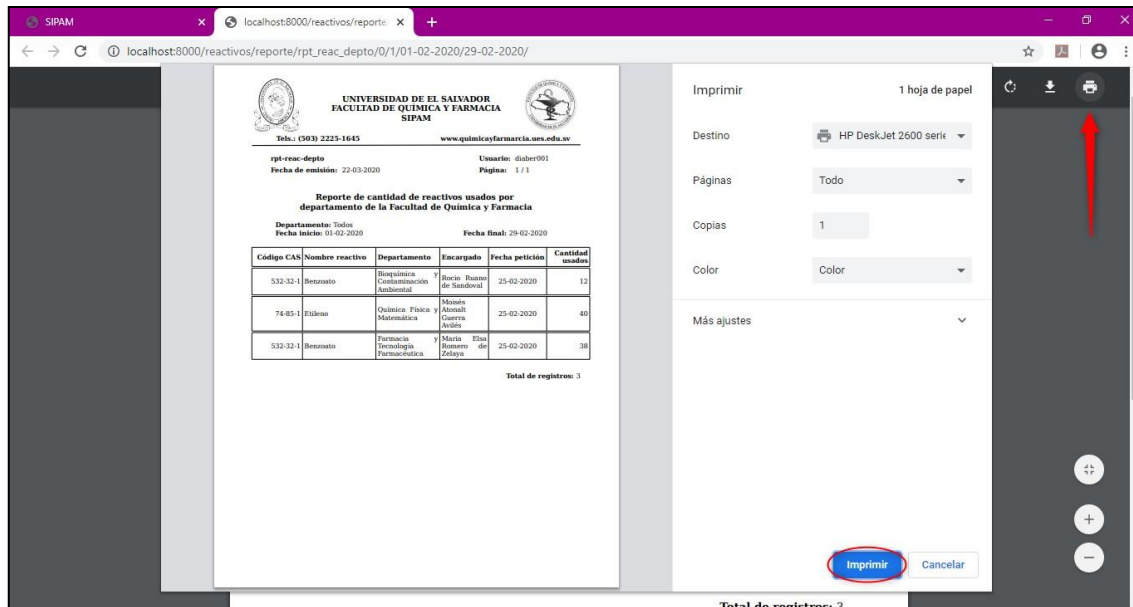 SIPAM
localhost:8000/reactivos/reporte
localhost:8000/reactivos/reporte/rpt_reac_depto/0/1/01-02-2020/29-02-2020/
UNIVERSIDAD DE EL SALVADOR
FACULTAD DE QUIMICA Y FARMACIA
SIPAM
Tels.: (503) 2225-1645 www.quimicayfarmarcia.ues.edu.sv
rpt-reac-depto Usuario: diaber001
Fecha de emisión: 22-03-2020 Página: 1 / 1
Reporte de cantidad de reactivos usados por
departamento de la Facultad de Química y Farmacia
Departamento: Todos
Fecha inicio: 01-02-2020 Fecha final: 29-02-2020
Código CAS Nombre reactivo Departamento Encargado Fecha petición Cantidad
usados
Bioquímica y
532-32-1 Benzoato Contaminación Rocio Ruano 25-02-2020 12
Ambiental de Sandoval
Moisés
74-85-1 Etileno Química Física y Atonalt 25-02-2020 40
Matemática Guerra
Avilés
Farmacia y Maria Elsa
532-32-1 Benzoato Tecnología Romero de 25-02-2020 38
Farmacéutica Zelaya
Total de registros: 3
Imprimir 1 hoja de papel
Destino HP DeskJet 2600 serie
Páginas Todo
Copias 1
Color Color
Más ajustes
Imprimir Cancelar
Total de registros: 3